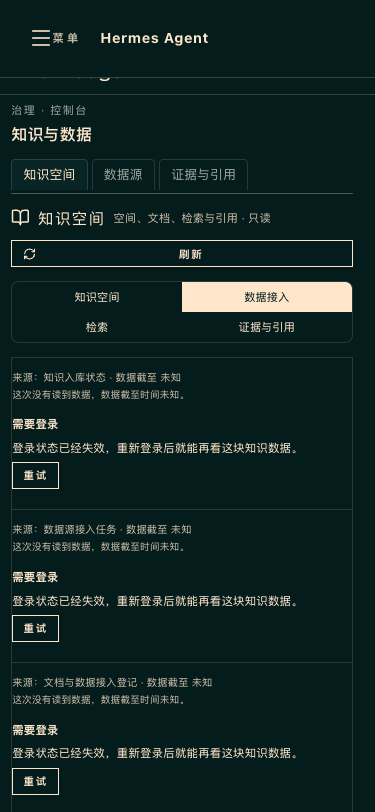 菜单
Hermes Agent
治理 · 控制台
知识与数据
知识空间
数据源
证据与引用
知识空间
空间、文档、检索与引用 · 只读
刷新
知识空间
数据接入
检索
证据与引用
来源：知识入库状态 · 数据截至 未知
这次没有读到数据，数据截至时间未知。
需要登录
登录状态已经失效，重新登录后就能再看这块知识数据。
重试
来源：数据源接入任务 · 数据截至 未知
这次没有读到数据，数据截至时间未知。
需要登录
登录状态已经失效，重新登录后就能再看这块知识数据。
重试
来源：文档与数据接入登记 · 数据截至 未知
这次没有读到数据，数据截至时间未知。
需要登录
登录状态已经失效，重新登录后就能再看这块知识数据。
重试